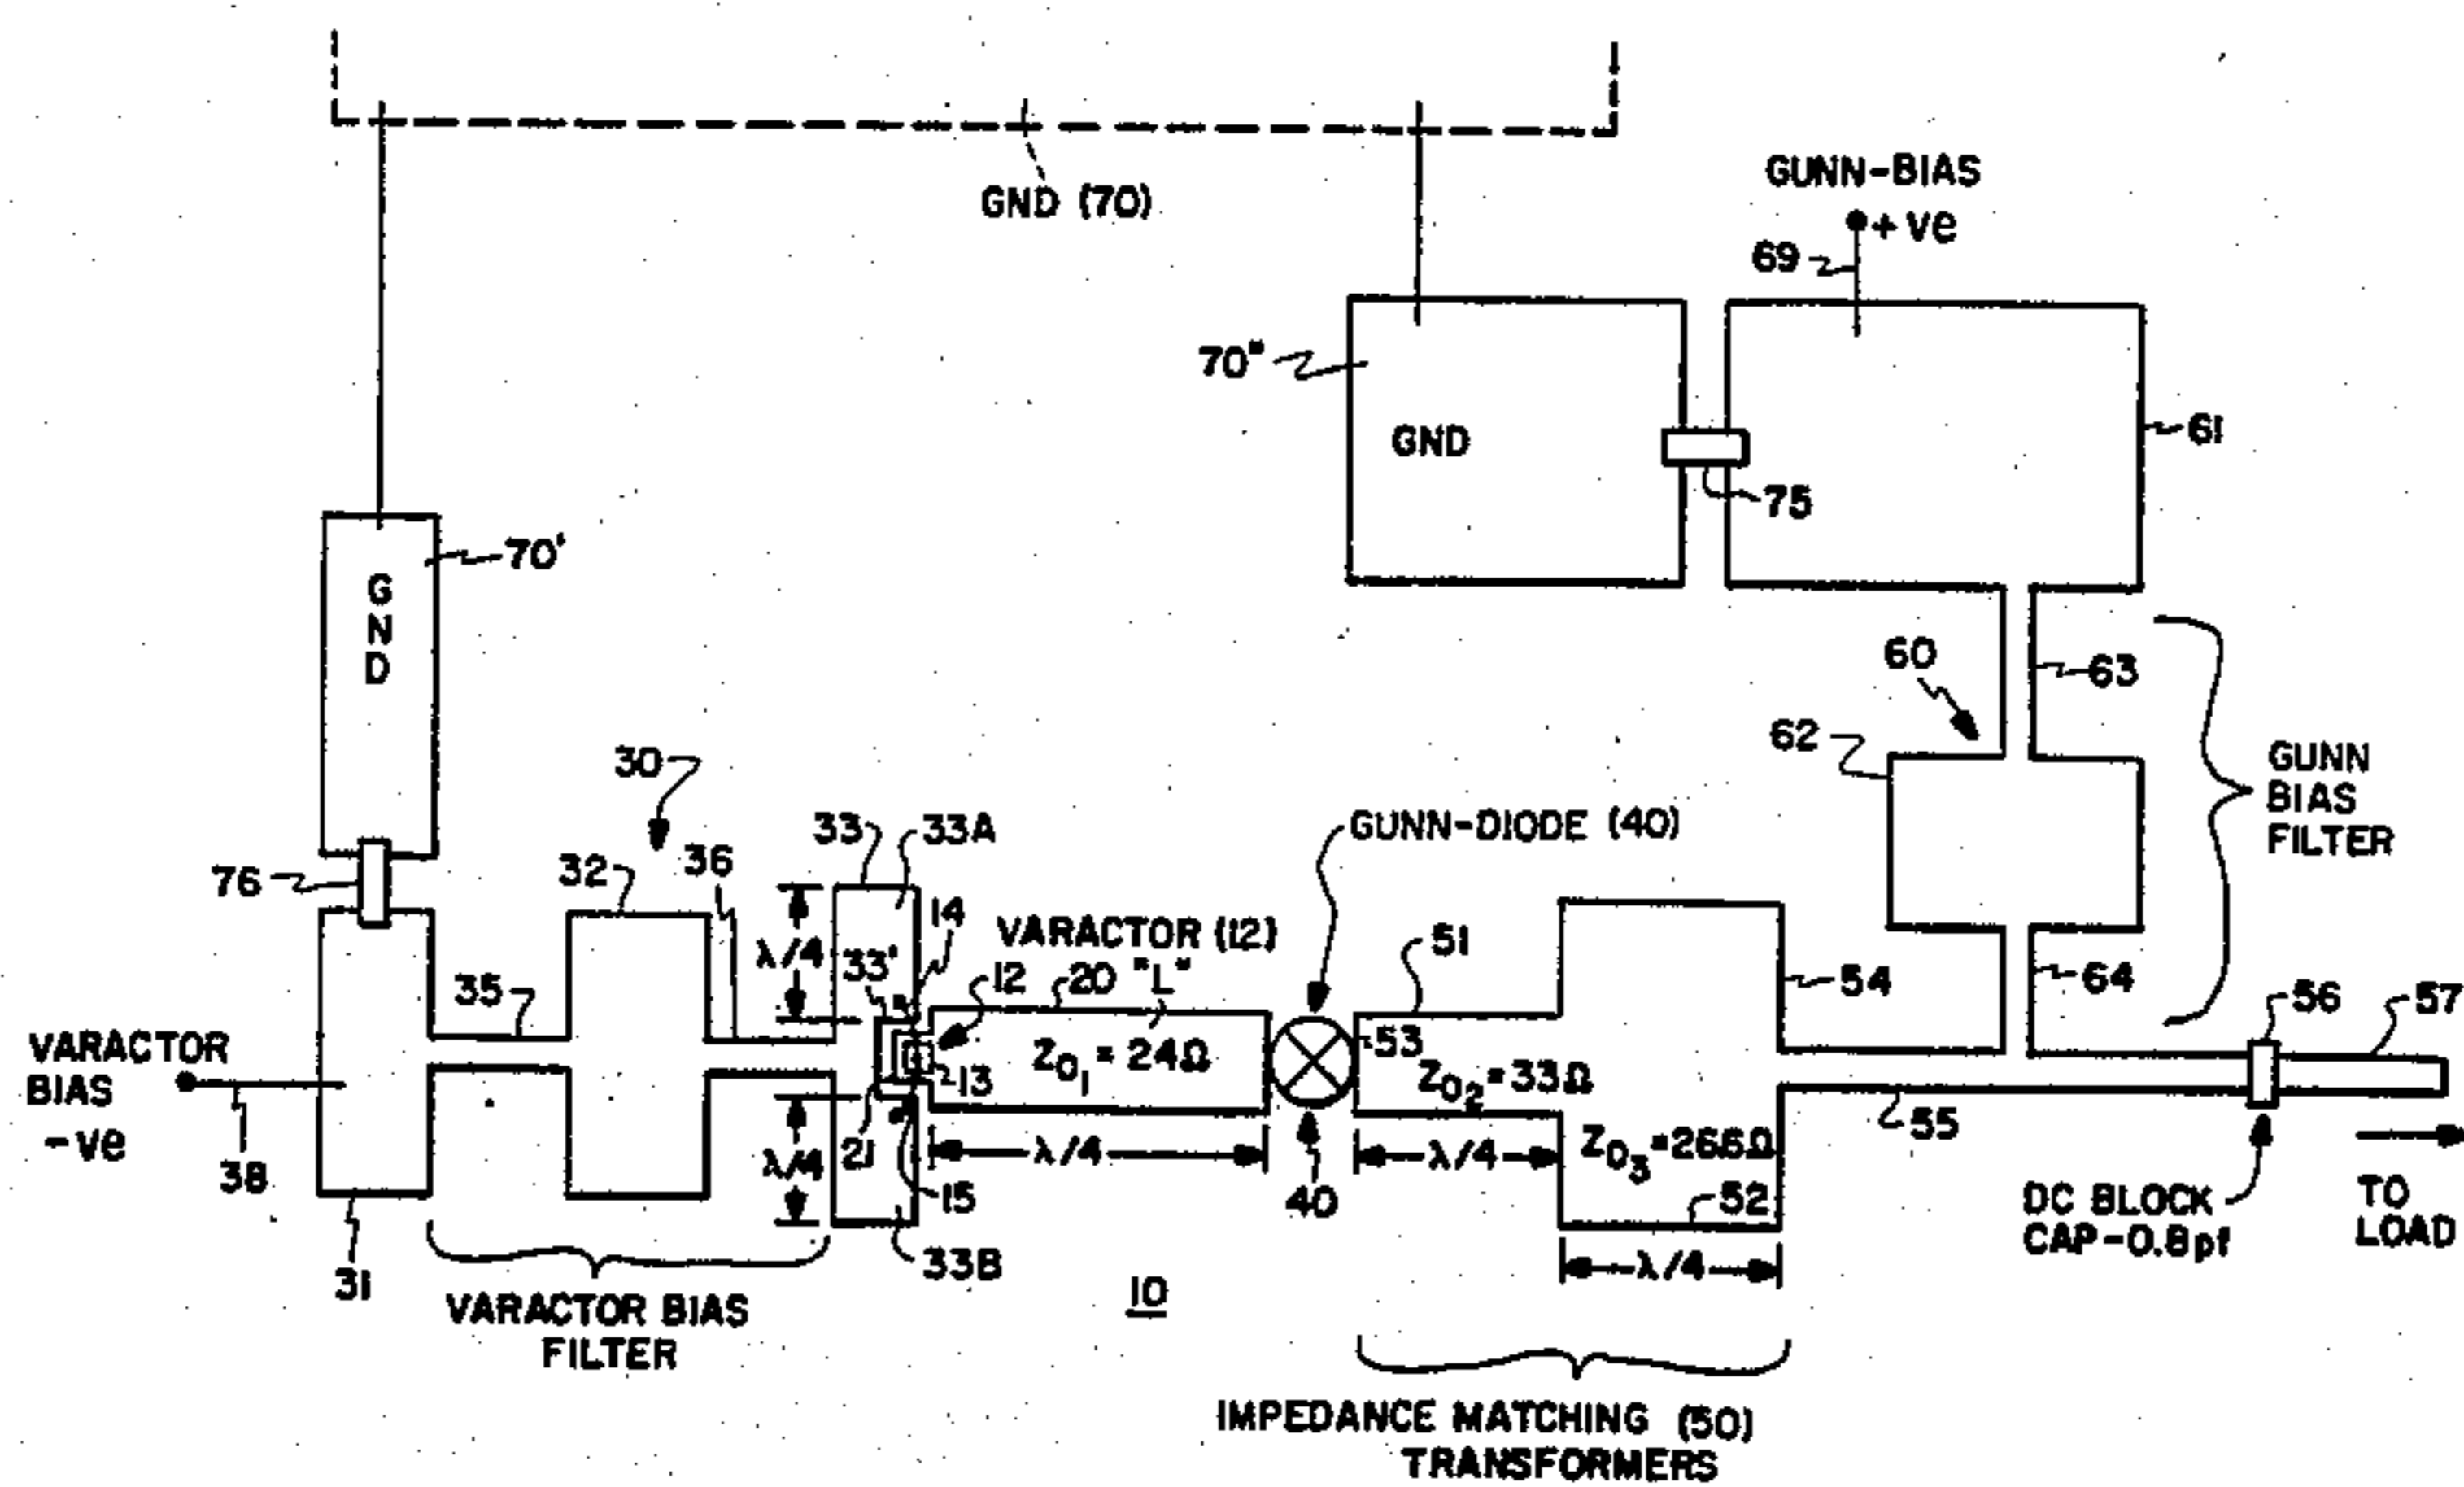 GND (70)
GUNN-BIAS
+ve
69
70"
GND
61
75
70'
GND
63
60
62
GUNN
BIAS
FILTER
30
33
33A
GUNN-DIODE (40)
76
32
36
14
VARACTOR (12)
51
λ/4
33'
12
20 "L"
54
64
56
57
35
VARACTOR
BIAS
-ve
Z01 = 24Ω
53
Z02 = 33Ω
13
38
λ/4
21
λ/4
λ/4
Z03 = 26.5Ω
55
15
40
52
DC BLOCK
CAP-0.8pf
TO
LOAD
31
33B
λ/4
10
VARACTOR BIAS
FILTER
IMPEDANCE MATCHING (50)
TRANSFORMERS